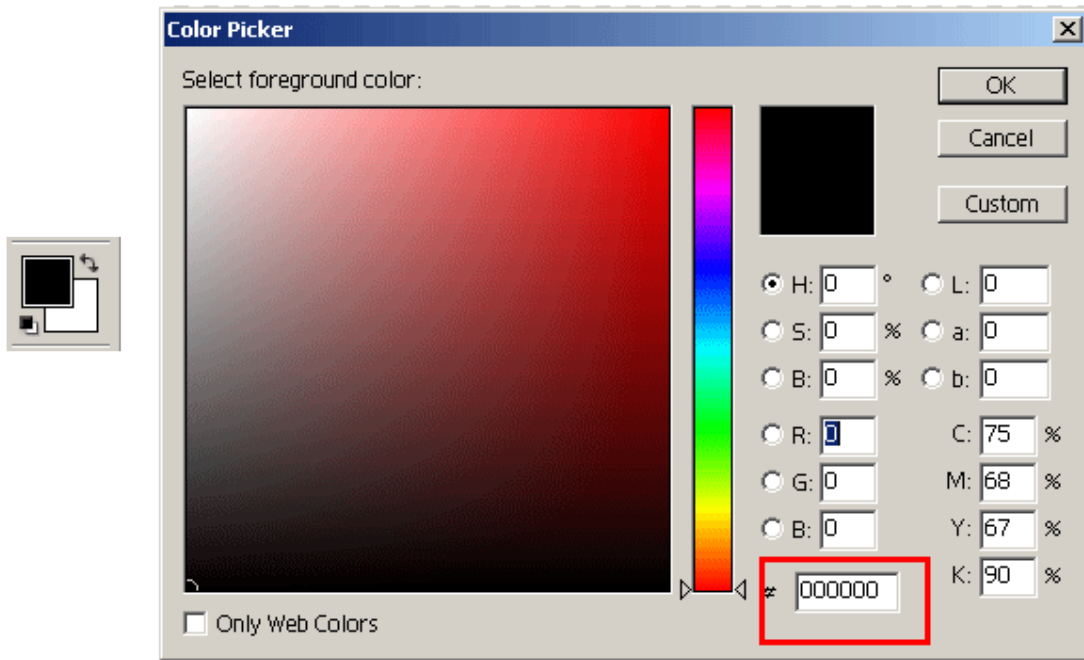 Color Picker
Select foreground color:
OK
Cancel
Custom
H: 0 °
L: 0
S: 0 %
a: 0
B: 0 %
b: 0
R: 0
C: 75 %
G: 0
M: 68 %
B: 0
Y: 67 %
# 000000
K: 90 %
Only Web Colors